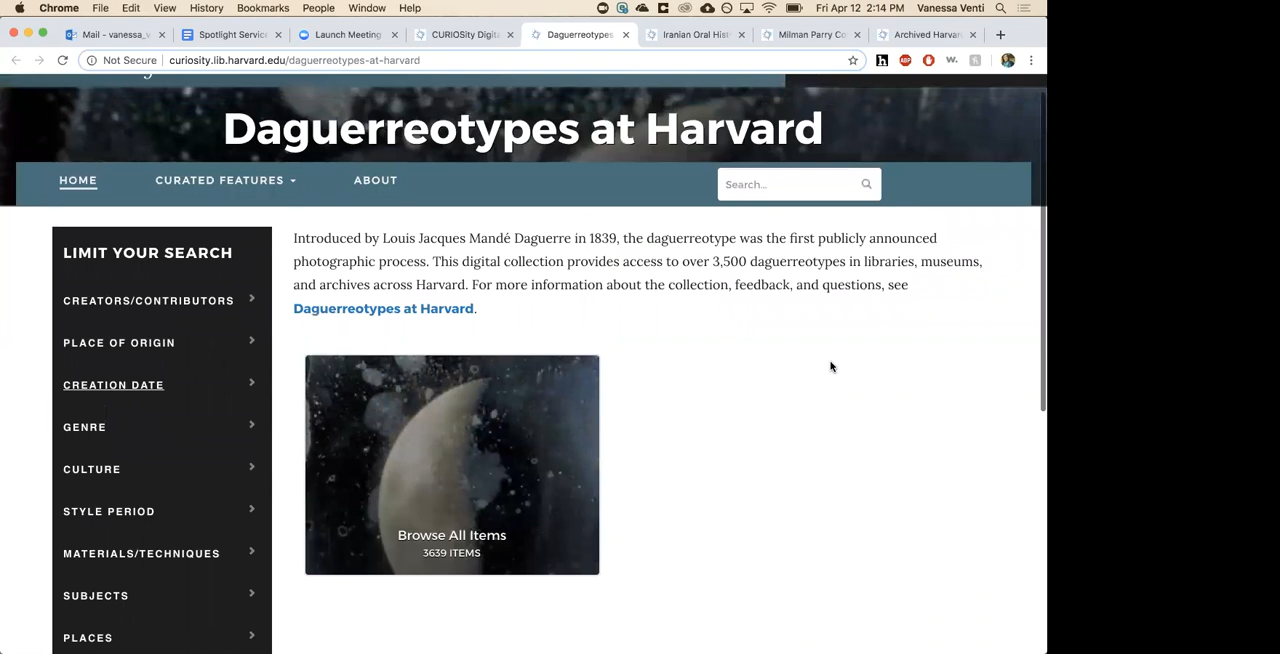 Chrome File Edit View History Bookmarks People Window Help Fri Apr 12 2:14 PM Vanessa Venti
Mail - vanessa_v Spotlight Servic Launch Meeting CURIOSity Digita Daguerreotypes Iranian Oral Hist Milman Parry Co Archived Harvar
Not Secure curiosity.lib.harvard.edu/daguerreotypes-at-harvard
Daguerreotypes at Harvard
HOME CURATED FEATURES ABOUT Search...
LIMIT YOUR SEARCH
CREATORS/CONTRIBUTORS
PLACE OF ORIGIN
CREATION DATE
GENRE
CULTURE
STYLE PERIOD
MATERIALS/TECHNIQUES
SUBJECTS
PLACES
Introduced by Louis Jacques Mandé Daguerre in 1839, the daguerreotype was the first publicly announced
photographic process. This digital collection provides access to over 3,500 daguerreotypes in libraries, museums,
and archives across Harvard. For more information about the collection, feedback, and questions, see
Daguerreotypes at Harvard.
Browse All Items
3639 ITEMS